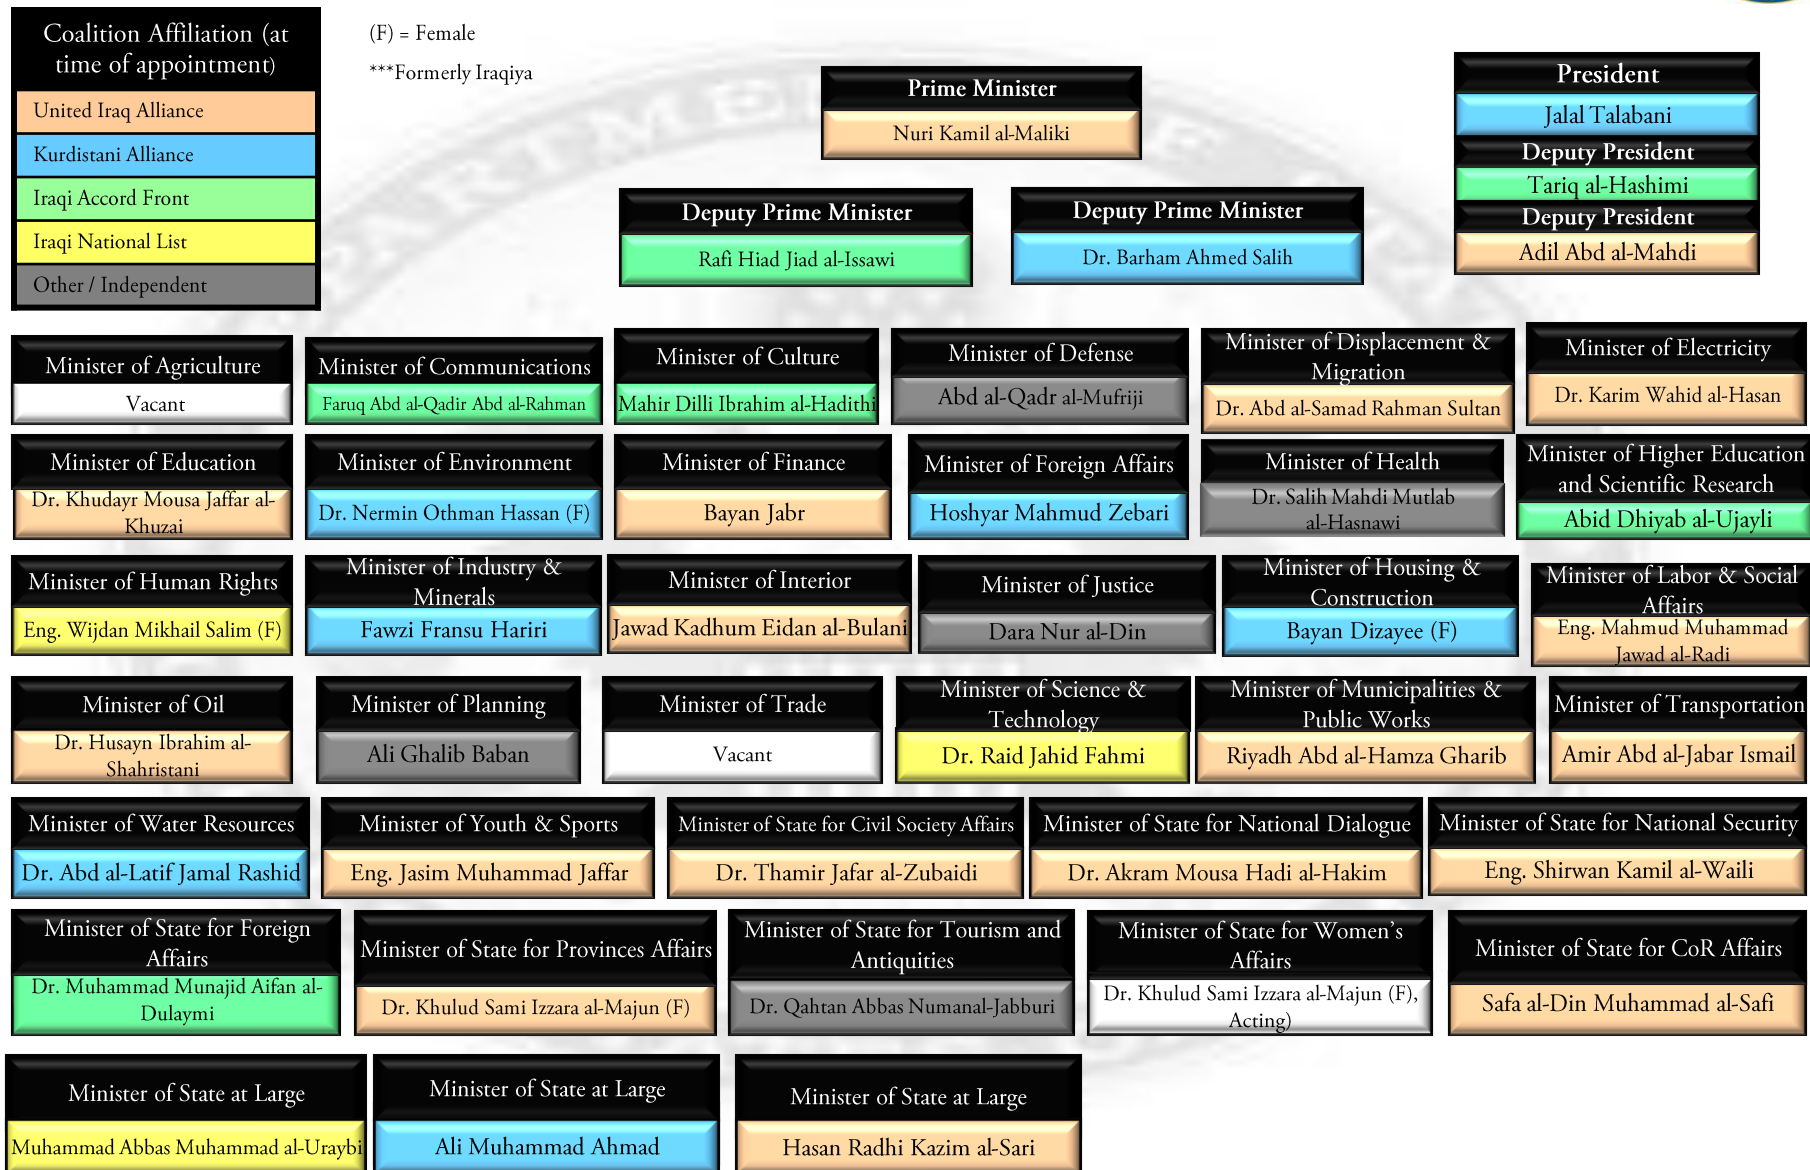 Coalition Affiliation (at
time of appointment)
United Iraq Alliance
Kurdistani Alliance
Iraqi Accord Front
Iraqi National List
Other / Independent
(F) = Female
***Formerly Iraqiya
Prime Minister
Nuri Kamil al-Maliki
President
Jalal Talabani
Deputy President
Tariq al-Hashimi
Deputy President
Adil Abd al-Mahdi
Deputy Prime Minister
Rafi Hiad Jiad al-Issawi
Deputy Prime Minister
Dr. Barham Ahmed Salih
Minister of Agriculture
Vacant
Minister of Communications
Faruq Abd al-Qadir Abd al-Rahman
Minister of Culture
Mahir Dilli Ibrahim al-Hadithi
Minister of Defense
Abd al-Qadr al-Mufriji
Minister of Displacement &
Migration
Dr. Abd al-Samad Rahman Sultan
Minister of Electricity
Dr. Karim Wahid al-Hasan
Minister of Education
Dr. Khudayr Mousa Jaffar al-
Khuzai
Minister of Environment
Dr. Nermin Othman Hassan (F)
Minister of Finance
Bayan Jabr
Minister of Foreign Affairs
Hoshyar Mahmud Zebari
Minister of Health
Dr. Salih Mahdi Mutlab
al-Hasnawi
Minister of Higher Education
and Scientific Research
Abid Dhiyab al-Ujayli
Minister of Human Rights
Eng. Wijdan Mikhail Salim (F)
Minister of Industry &
Minerals
Fawzi Fransu Hariri
Minister of Interior
Jawad Kadhum Eidan al-Bulani
Minister of Justice
Dara Nur al-Din
Minister of Housing &
Construction
Bayan Dizayee (F)
Minister of Labor & Social
Affairs
Eng. Mahmud Muhammad
Jawad al-Radi
Minister of Oil
Dr. Husayn Ibrahim al-
Shahristani
Minister of Planning
Ali Ghalib Baban
Minister of Trade
Vacant
Minister of Science &
Technology
Dr. Raid Jahid Fahmi
Minister of Municipalities &
Public Works
Riyadh Abd al-Hamza Gharib
Minister of Transportation
Amir Abd al-Jabar Ismail
Minister of Water Resources
Dr. Abd al-Latif Jamal Rashid
Minister of Youth & Sports
Eng. Jasim Muhammad Jaffar
Minister of State for Civil Society Affairs
Dr. Thamir Jafar al-Zubaidi
Minister of State for National Dialogue
Dr. Akram Mousa Hadi al-Hakim
Minister of State for National Security
Eng. Shirwan Kamil al-Waili
Minister of State for Foreign
Affairs
Dr. Muhammad Munajid Aifan al-
Dulaymi
Minister of State for Provinces Affairs
Dr. Khulud Sami Izzara al-Majun (F)
Minister of State for Tourism and
Antiquities
Dr. Qahtan Abbas Numanal-Jabburi
Minister of State for Women's
Affairs
Dr. Khulud Sami Izzara al-Majun (F),
Acting)
Minister of State for CoR Affairs
Safa al-Din Muhammad al-Safi
Minister of State at Large
Muhammad Abbas Muhammad al-Uraybi
Minister of State at Large
Ali Muhammad Ahmad
Minister of State at Large
Hasan Radhi Kazim al-Sari